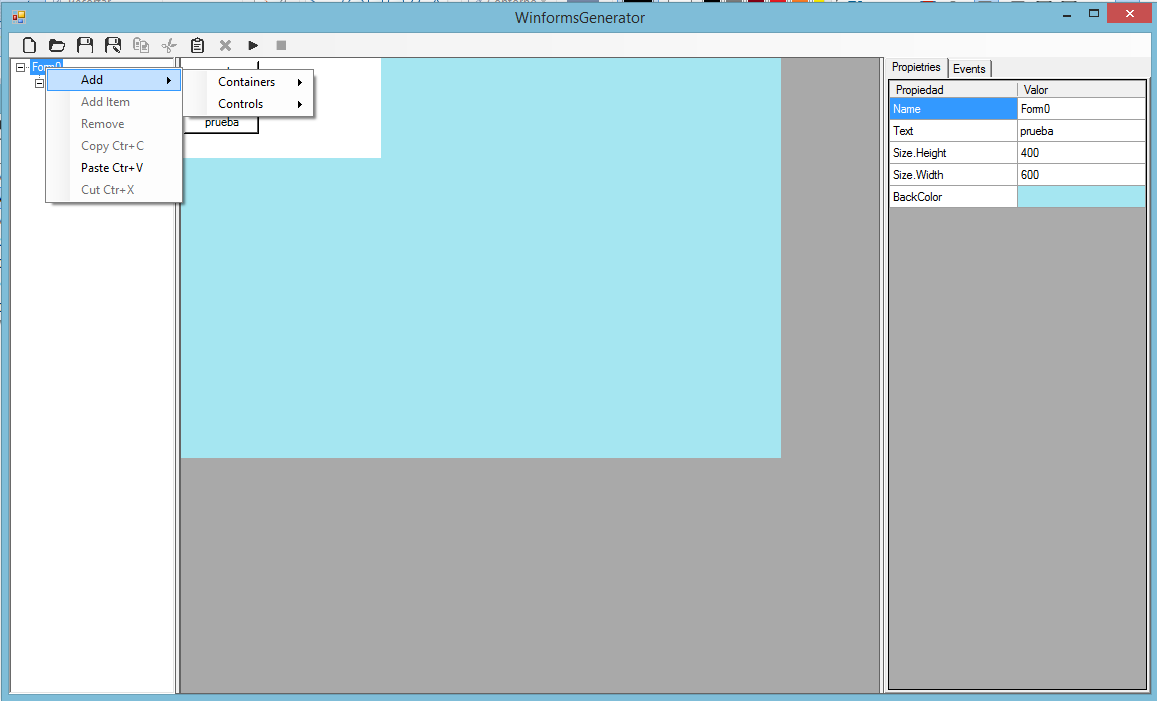 WinformsGenerator
Form0
Add
Add Item
Remove
Copy Ctr+C
Paste Ctr+V
Cut Ctr+X
Containers
Controls
prueba
Propietries
Events
Propiedad Valor
Name Form0
Text prueba
Size.Height 400
Size.Width 600
BackColor